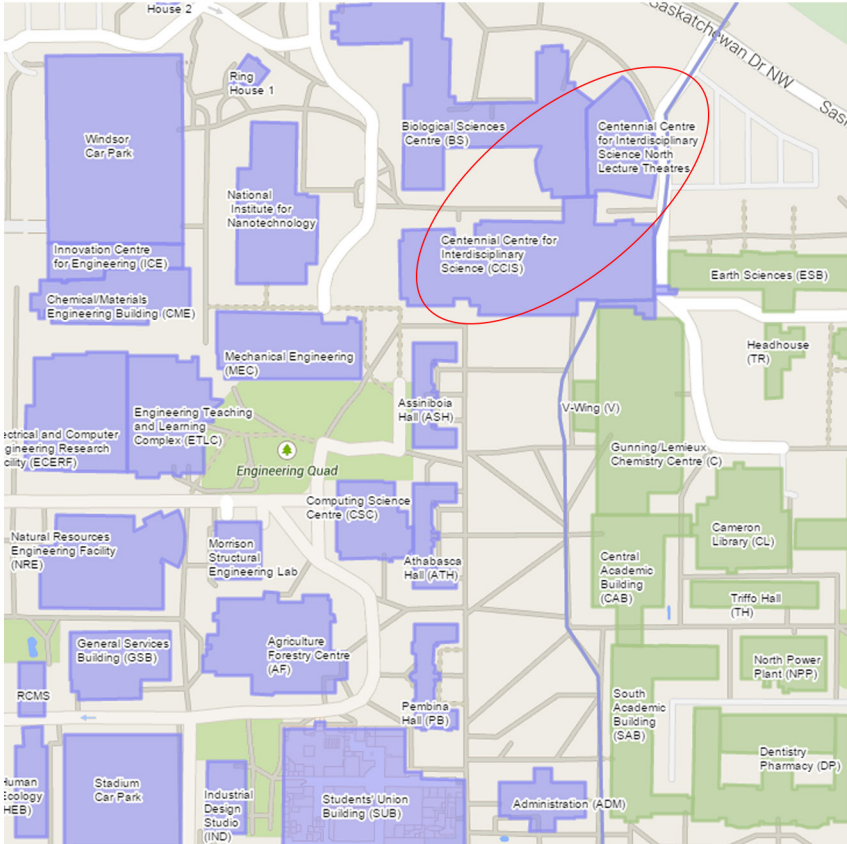 House 2
Saskatchewan Dr NW
Sask
Ring
House 1
Windsor
Car Park
Biological Sciences
Centre (BS)
Centennial Centre
for Interdisciplinary
Science North
Lecture Theatres
National
Institute for
Nanotechnology
Innovation Centre
for Engineering (ICE)
Centennial Centre for
Interdisciplinary
Science (CCIS)
Earth Sciences (ESB)
Chemical/Materials
Engineering Building (CME)
Headhouse
(TR)
Mechanical Engineering
(MEC)
Assiniboia
Hall (ASH)
V-Wing (V)
Engineering Teaching
and Learning
Complex (ETLC)
ectrical and Computer
gineering Research
cility (ECERF)
Gunning/Lemieux
Chemistry Centre (C)
Engineering Quad
Computing Science
Centre (CSC)
Natural Resources
Engineering Facility
(NRE)
Morrison
Structural
Engineering Lab
Athabasca
Hall (ATH)
Central
Academic
Building
(CAB)
Cameron
Library (CL)
Triffo Hall
(TH)
General Services
Building (GSB)
Agriculture
Forestry Centre
(AF)
North Power
Plant (NPP)
RCMS
Pembina
Hall (PB)
South
Academic
Building
(SAB)
Dentistry
Pharmacy (DP)
Human
Ecology
(HEB)
Stadium
Car Park
Industrial
Design
Studio
(IND)
Students' Union
Building (SUB)
Administration (ADM)